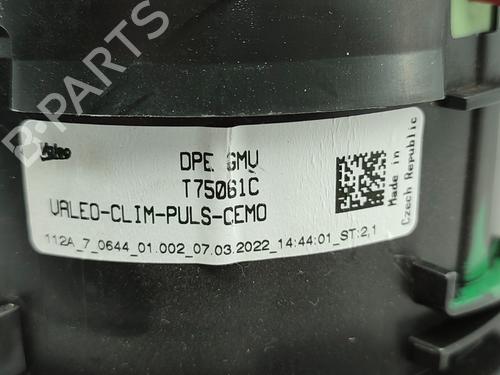 Valeo
DPE GMV
T75061C
VALEO-CLIM-PULS-CEMO
112A_7_0644_01.002_07.03.2022_14:44:01_ST:2,1
Made in
Czech Republic
B-PARTS